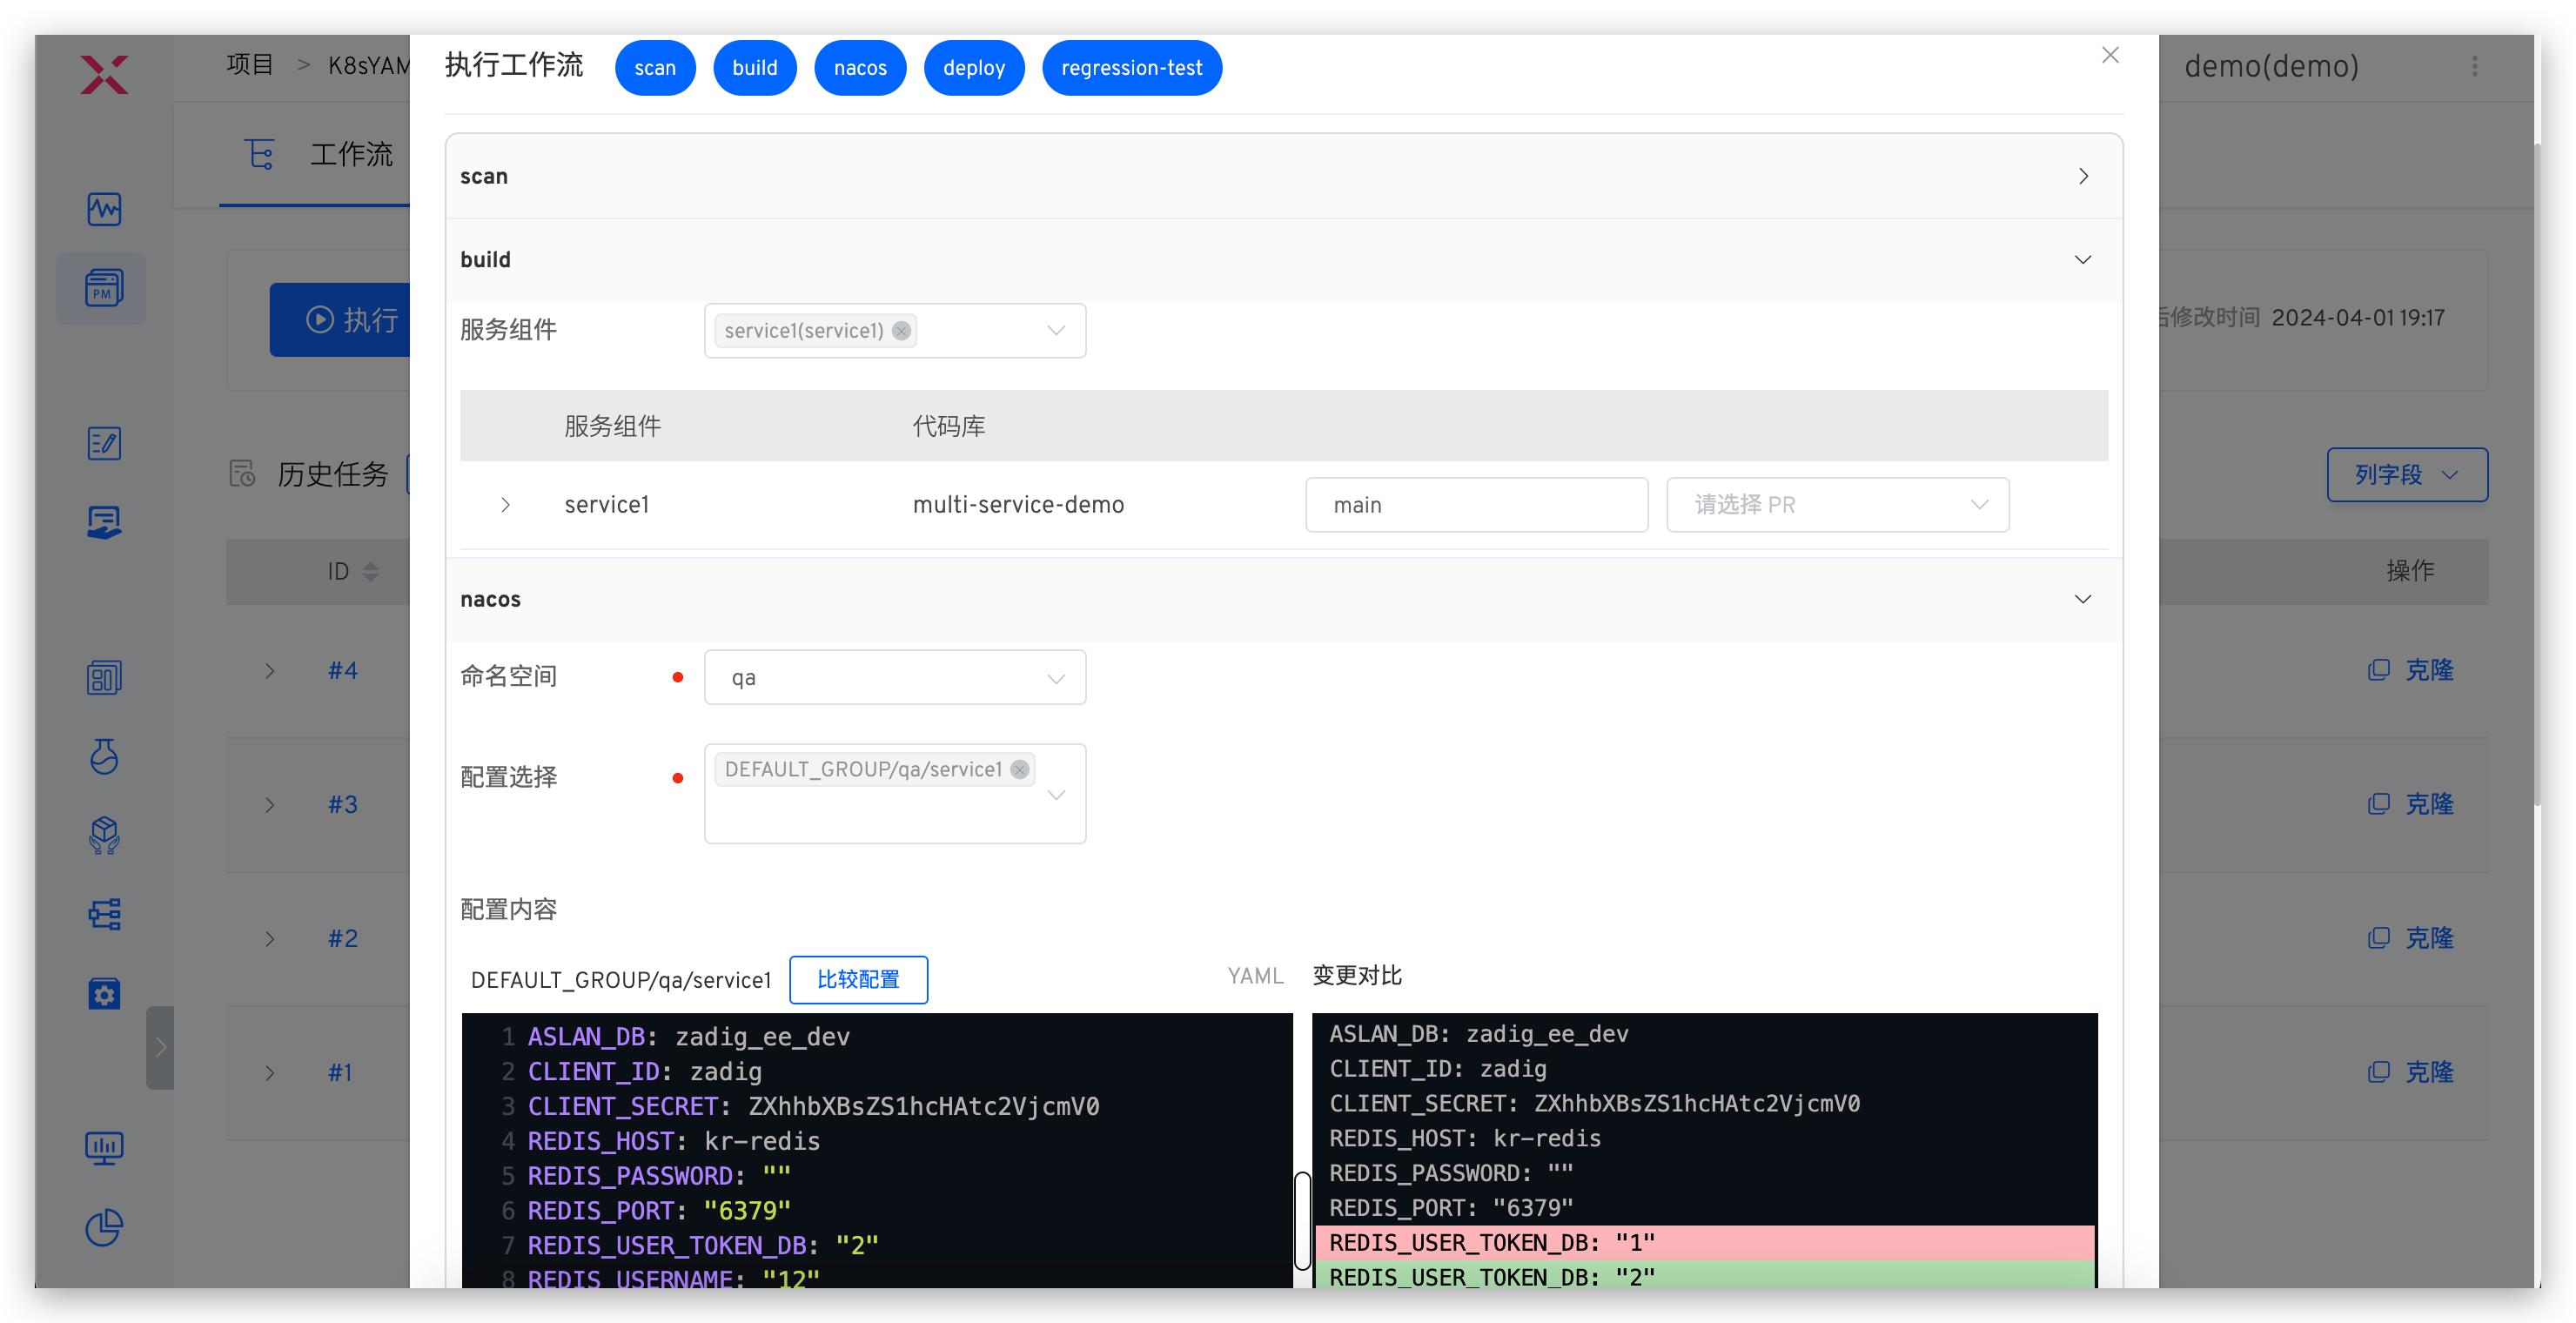 项目 > K8sYAM
执行工作流 scan build nacos deploy regression-test
demo(demo)
工作流
scan
build
PM
执行
服务组件 service1(service1)
后修改时间 2024-04-01 19:17
服务组件 代码库
历史任务
列字段
service1 multi-service-demo main 请选择 PR
ID
操作
nacos
#4
命名空间 qa
克隆
配置选择 DEFAULT_GROUP/qa/service1
#3
克隆
配置内容
#2
克隆
DEFAULT_GROUP/qa/service1 比较配置 YAML 变更对比
1 ASLAN_DB: zadig_ee_dev
2 CLIENT_ID: zadig
3 CLIENT_SECRET: ZXhhbXBsZS1hcHAtc2VjcmV0
4 REDIS_HOST: kr-redis
5 REDIS_PASSWORD: ""
6 REDIS_PORT: "6379"
7 REDIS_USER_TOKEN_DB: "2"
8 REDIS_USERNAME: "12"
ASLAN_DB: zadig_ee_dev
CLIENT_ID: zadig
CLIENT_SECRET: ZXhhbXBsZS1hcHAtc2VjcmV0
REDIS_HOST: kr-redis
REDIS_PASSWORD: ""
REDIS_PORT: "6379"
REDIS_USER_TOKEN_DB: "1"
REDIS_USER_TOKEN_DB: "2"
#1
克隆